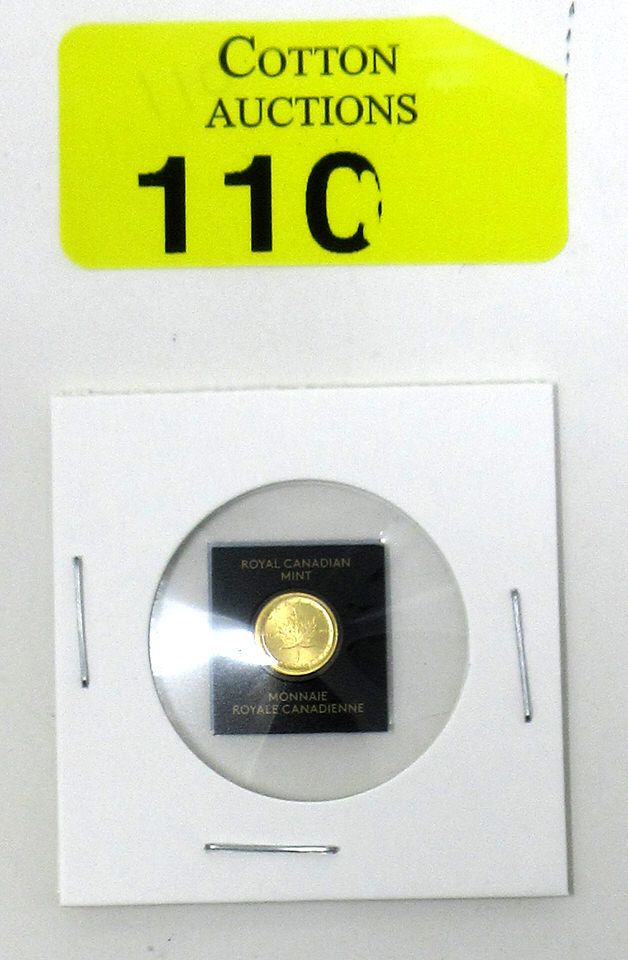 COTTON
AUCTIONS
110
ROYAL CANADIAN
MINT
MONNAIE
ROYALE CANADIENNE